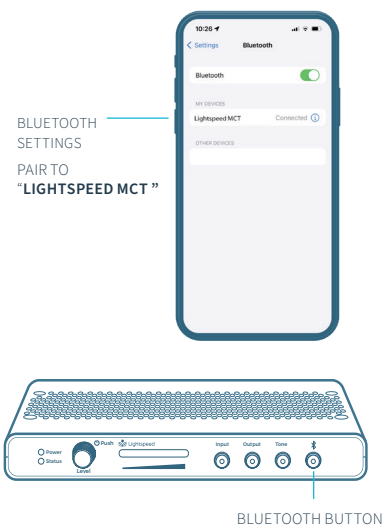 10:26
Settings
Bluetooth
Bluetooth
MY DEVICES
Lightspeed MCT
Connected
OTHER DEVICES
BLUETOOTH
SETTINGS
PAIR TO
“LIGHTSPEED MCT ”
Power
Status
Level
Push
Lightspeed
Input
Output
Tone
BLUETOOTH BUTTON